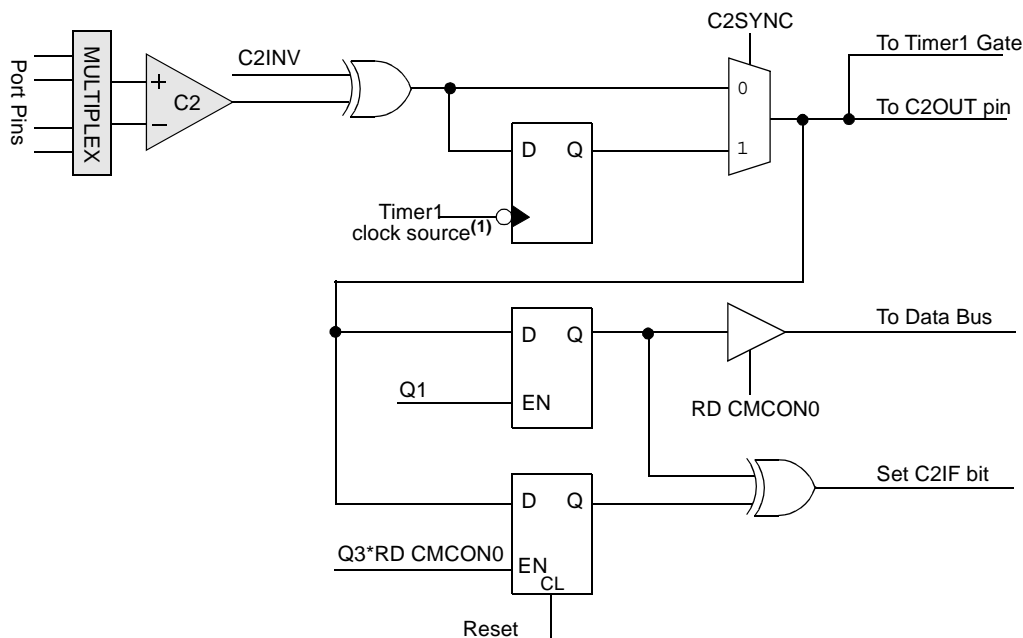 C2SYNC
To Timer1 Gate
C2INV
Port Pins
MULTIPLEX
+
C2
−
0
To C2OUT pin
D
Q
1
Timer1
clock source(1)
D
Q
To Data Bus
Q1
EN
RD CMCON0
D
Q
Set C2IF bit
Q3*RD CMCON0
EN
CL
Reset